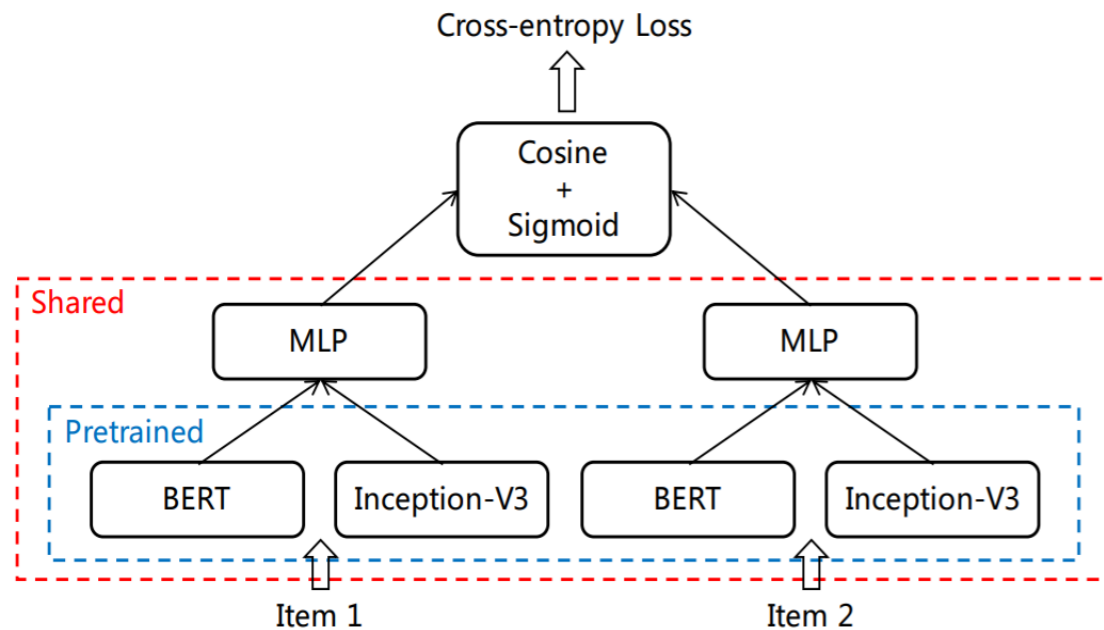 Cross-entropy Loss
Cosine
+
Sigmoid
Shared
MLP
MLP
Pretrained
BERT
Inception-V3
BERT
Inception-V3
Item 1
Item 2